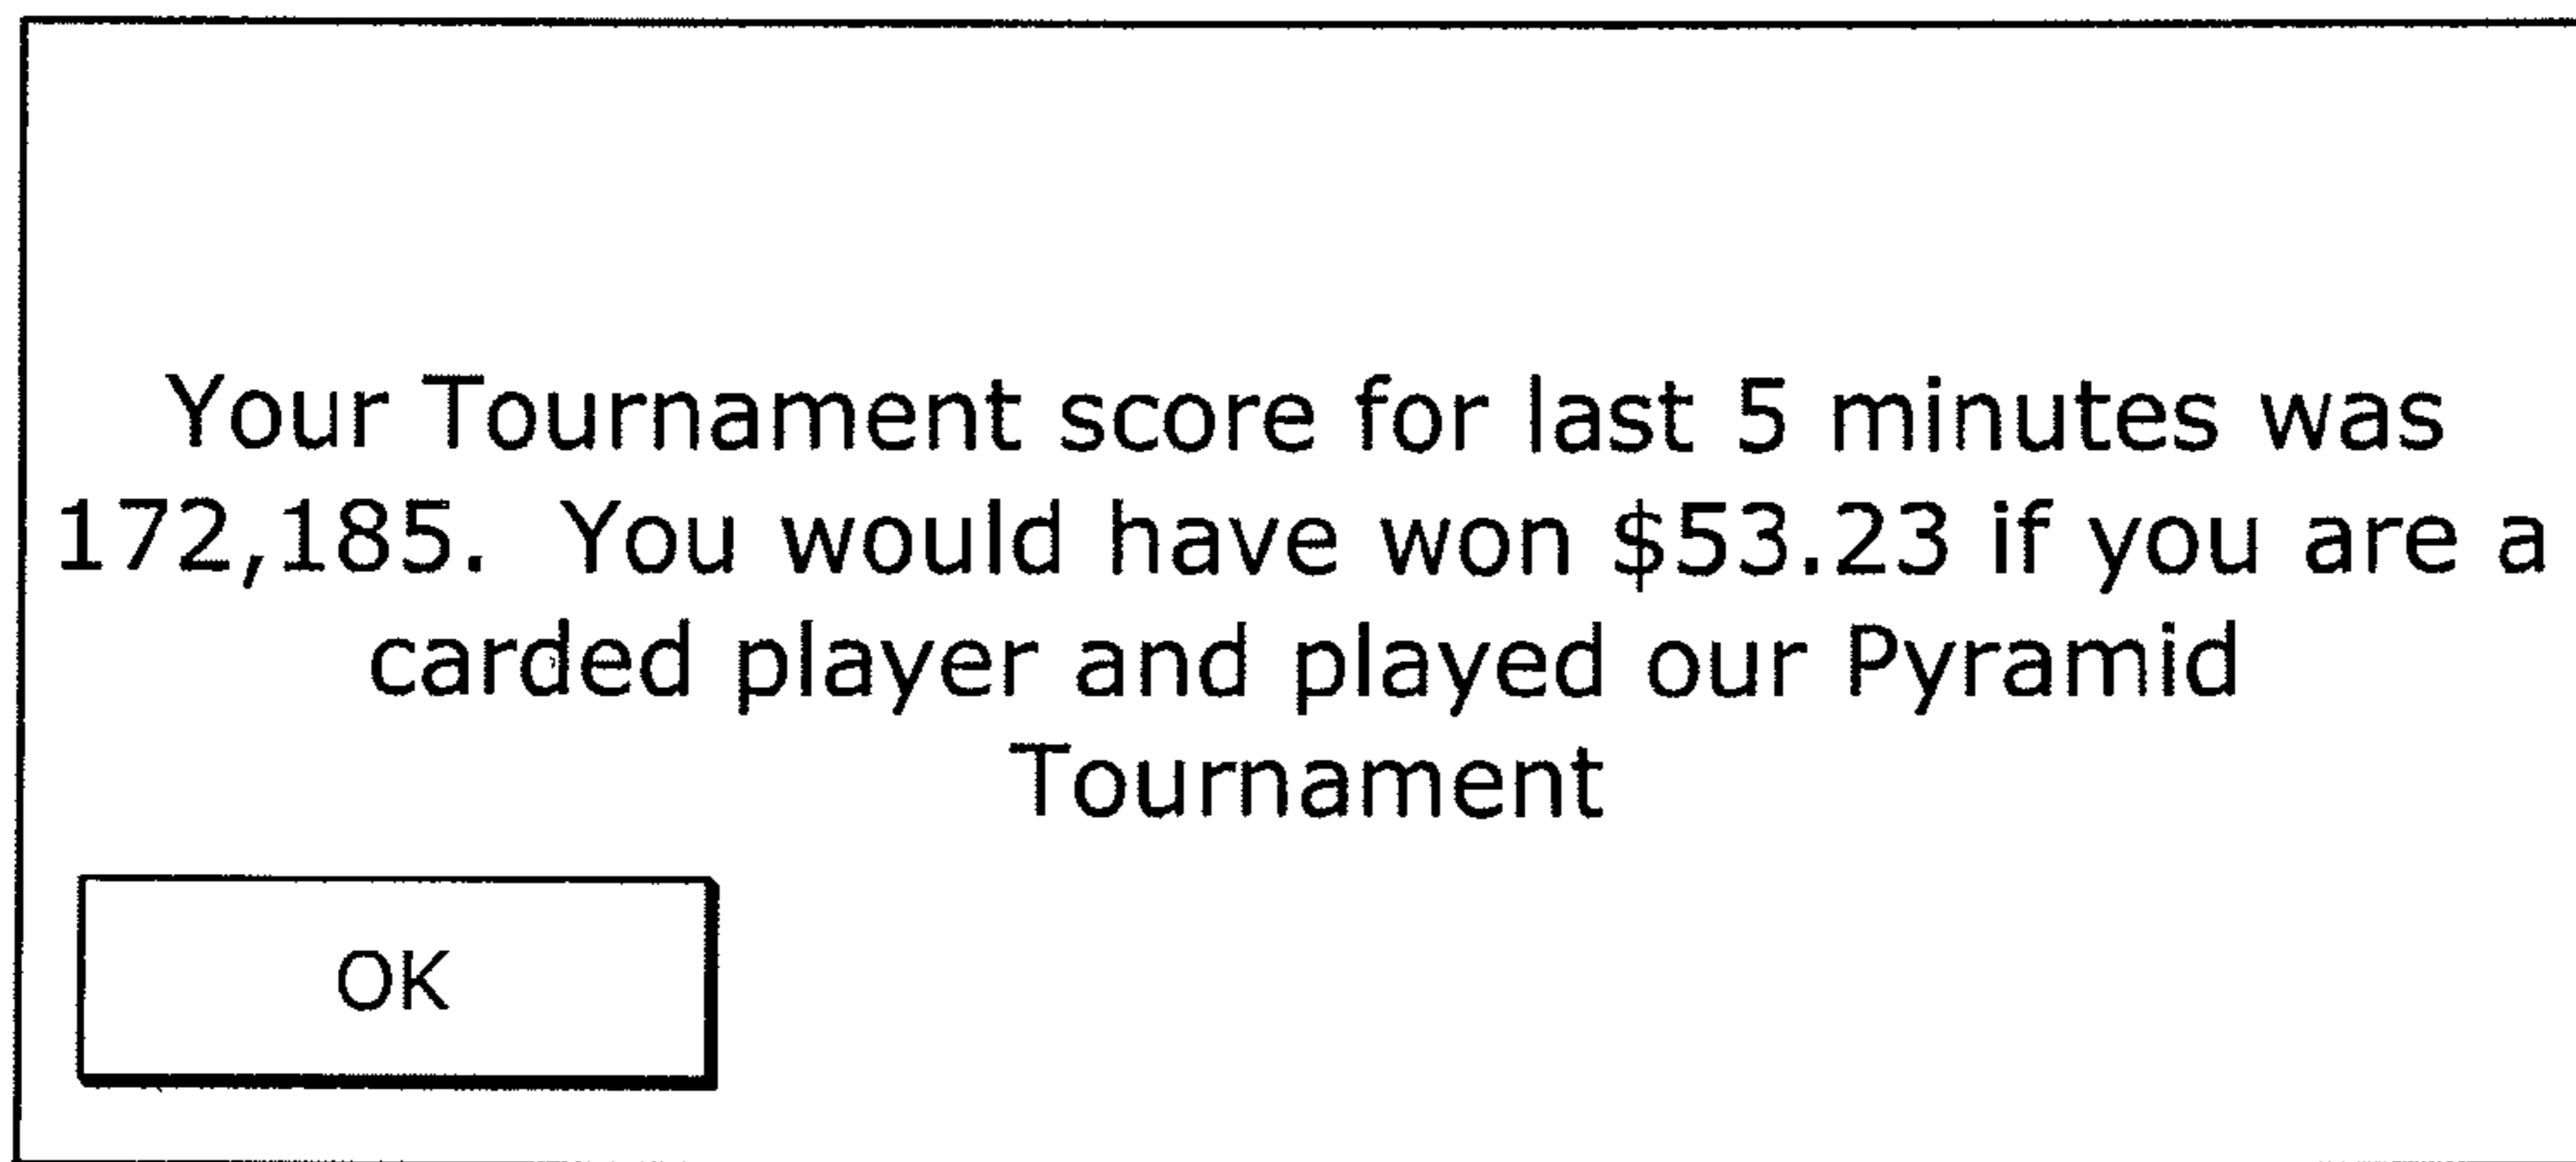 Your Tournament score for last 5 minutes was
172,185.  You would have won $53.23 if you are a
carded player and played our Pyramid
Tournament
OK